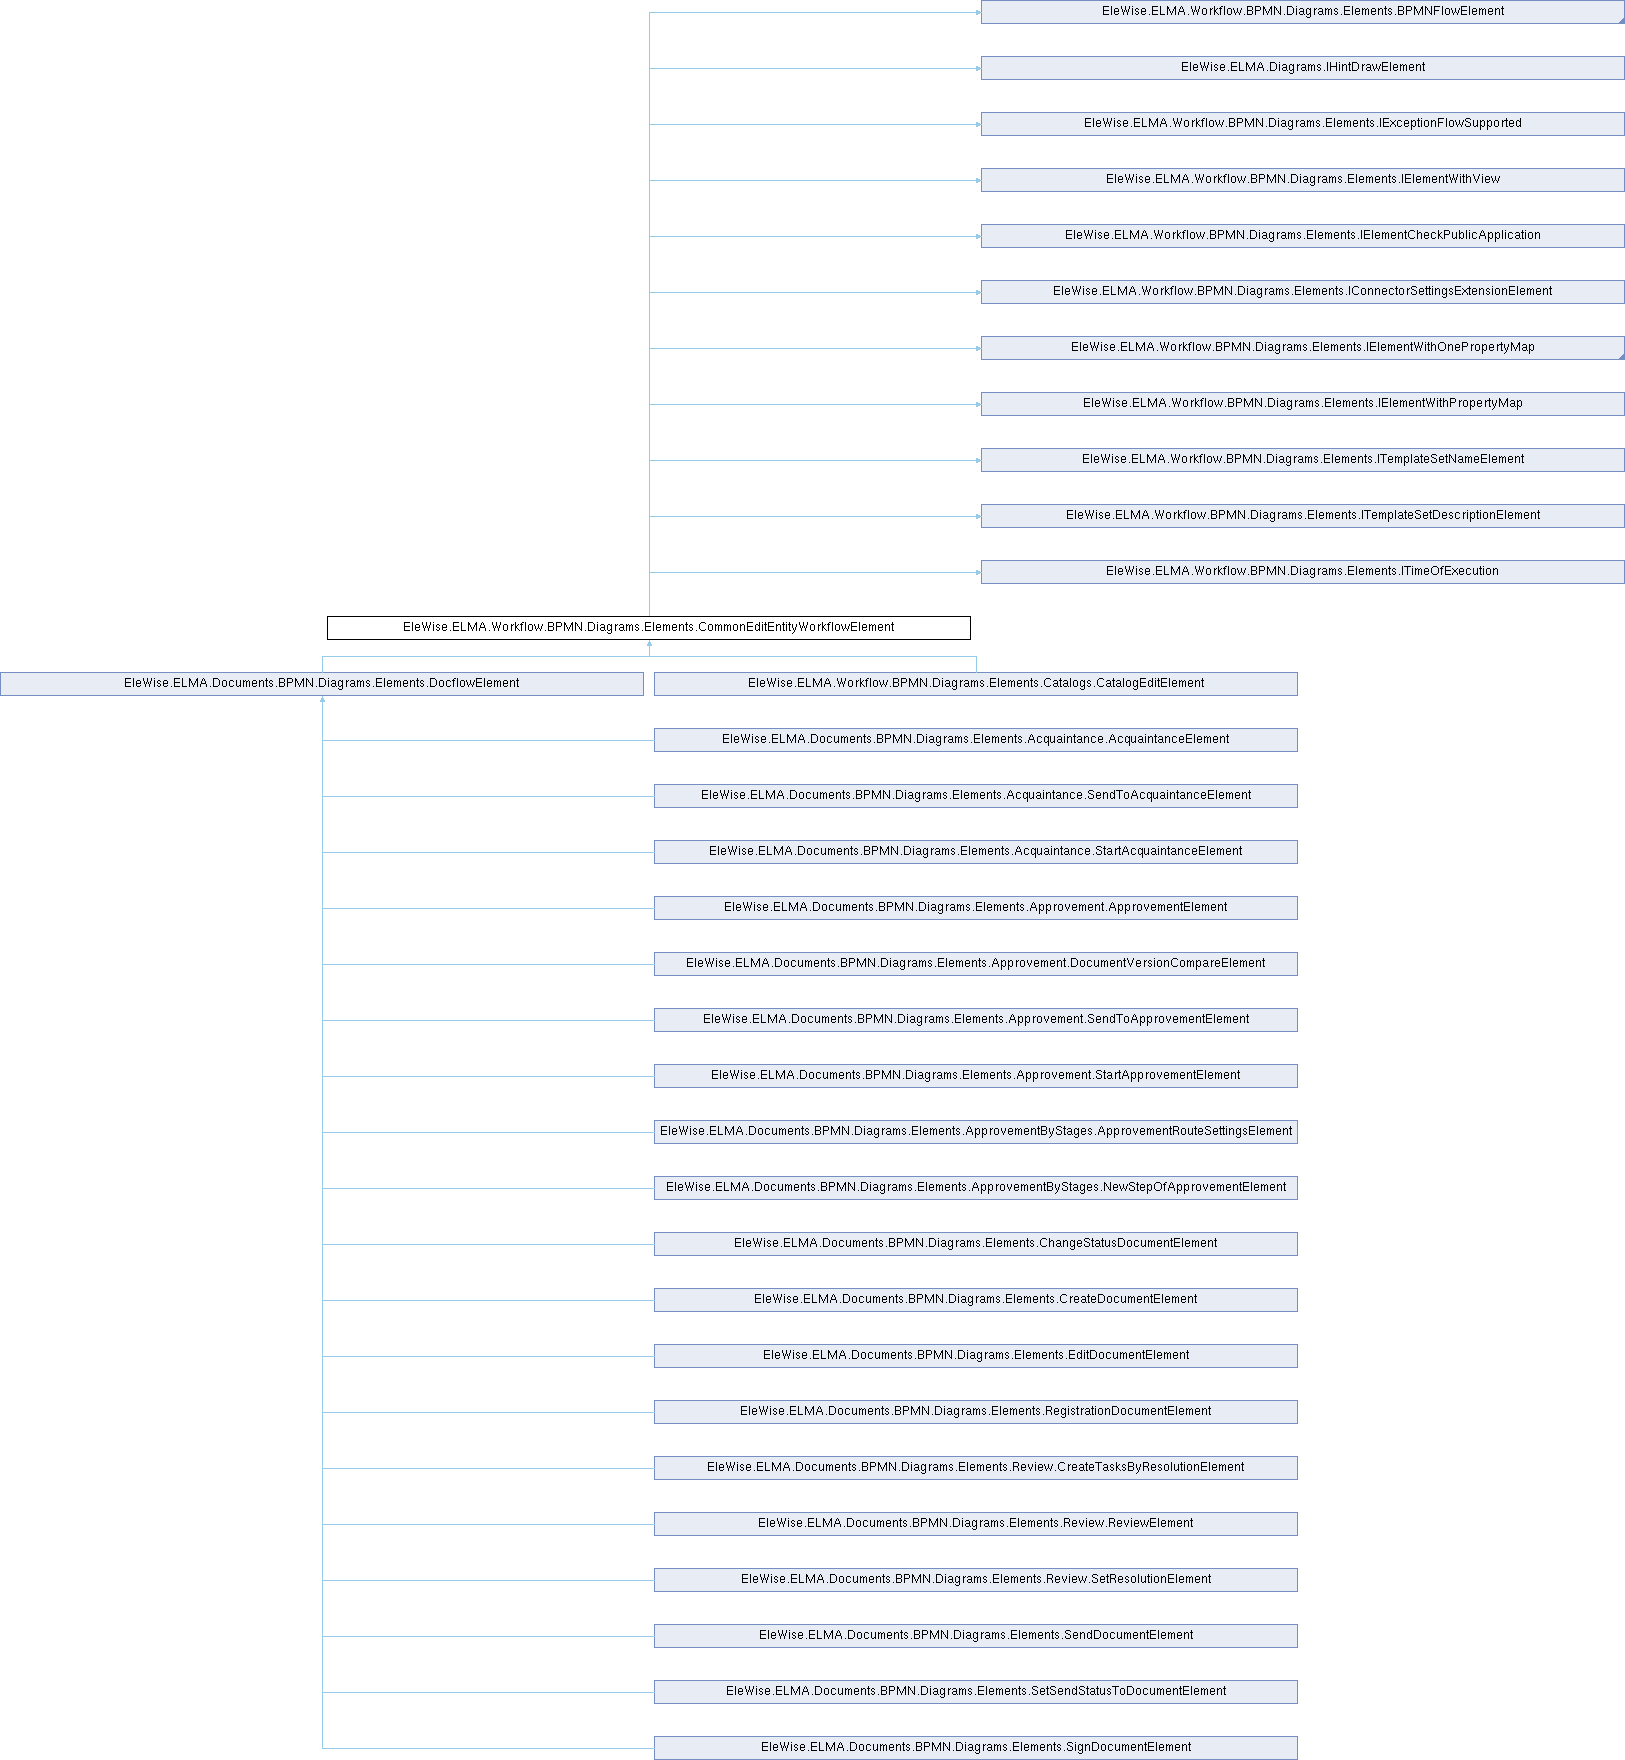 EleWise.ELMA.Workflow.BPMN.Diagrams.Elements.BPMNFlowElement
EleWise.ELMA.Diagrams.IHintDrawElement
EleWise.ELMA.Workflow.BPMN.Diagrams.Elements.IExceptionFlowSupported
EleWise.ELMA.Workflow.BPMN.Diagrams.Elements.IElementWithView
EleWise.ELMA.Workflow.BPMN.Diagrams.Elements.IElementCheckPublicApplication
EleWise.ELMA.Workflow.BPMN.Diagrams.Elements.IConnectorSettingsExtensionElement
EleWise.ELMA.Workflow.BPMN.Diagrams.Elements.IElementWithOnePropertyMap
EleWise.ELMA.Workflow.BPMN.Diagrams.Elements.IElementWithPropertyMap
EleWise.ELMA.Workflow.BPMN.Diagrams.Elements.ITemplateSetNameElement
EleWise.ELMA.Workflow.BPMN.Diagrams.Elements.ITemplateSetDescriptionElement
EleWise.ELMA.Workflow.BPMN.Diagrams.Elements.ITimeOfExecution
EleWise.ELMA.Workflow.BPMN.Diagrams.Elements.CommonEditEntityWorkflowElement
EleWise.ELMA.Documents.BPMN.Diagrams.Elements.DocflowElement
EleWise.ELMA.Workflow.BPMN.Diagrams.Elements.Catalogs.CatalogEditElement
EleWise.ELMA.Documents.BPMN.Diagrams.Elements.Acquaintance.AcquaintanceElement
EleWise.ELMA.Documents.BPMN.Diagrams.Elements.Acquaintance.SendToAcquaintanceElement
EleWise.ELMA.Documents.BPMN.Diagrams.Elements.Acquaintance.StartAcquaintanceElement
EleWise.ELMA.Documents.BPMN.Diagrams.Elements.Approvement.ApprovementElement
EleWise.ELMA.Documents.BPMN.Diagrams.Elements.Approvement.DocumentVersionCompareElement
EleWise.ELMA.Documents.BPMN.Diagrams.Elements.Approvement.SendToApprovementElement
EleWise.ELMA.Documents.BPMN.Diagrams.Elements.Approvement.StartApprovementElement
EleWise.ELMA.Documents.BPMN.Diagrams.Elements.ApprovementByStages.ApprovementRouteSettingsElement
EleWise.ELMA.Documents.BPMN.Diagrams.Elements.ApprovementByStages.NewStepOfApprovementElement
EleWise.ELMA.Documents.BPMN.Diagrams.Elements.ChangeStatusDocumentElement
EleWise.ELMA.Documents.BPMN.Diagrams.Elements.CreateDocumentElement
EleWise.ELMA.Documents.BPMN.Diagrams.Elements.EditDocumentElement
EleWise.ELMA.Documents.BPMN.Diagrams.Elements.RegistrationDocumentElement
EleWise.ELMA.Documents.BPMN.Diagrams.Elements.Review.CreateTasksByResolutionElement
EleWise.ELMA.Documents.BPMN.Diagrams.Elements.Review.ReviewElement
EleWise.ELMA.Documents.BPMN.Diagrams.Elements.Review.SetResolutionElement
EleWise.ELMA.Documents.BPMN.Diagrams.Elements.SendDocumentElement
EleWise.ELMA.Documents.BPMN.Diagrams.Elements.SetSendStatusToDocumentElement
EleWise.ELMA.Documents.BPMN.Diagrams.Elements.SignDocumentElement